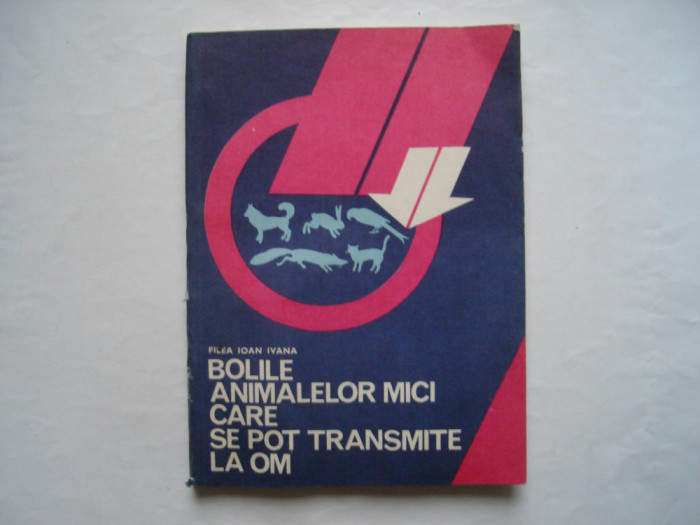 FILEA IOAN IVANA
BOLILE
ANIMALELOR MICI
CARE
SE POT TRANSMITE
LA OM